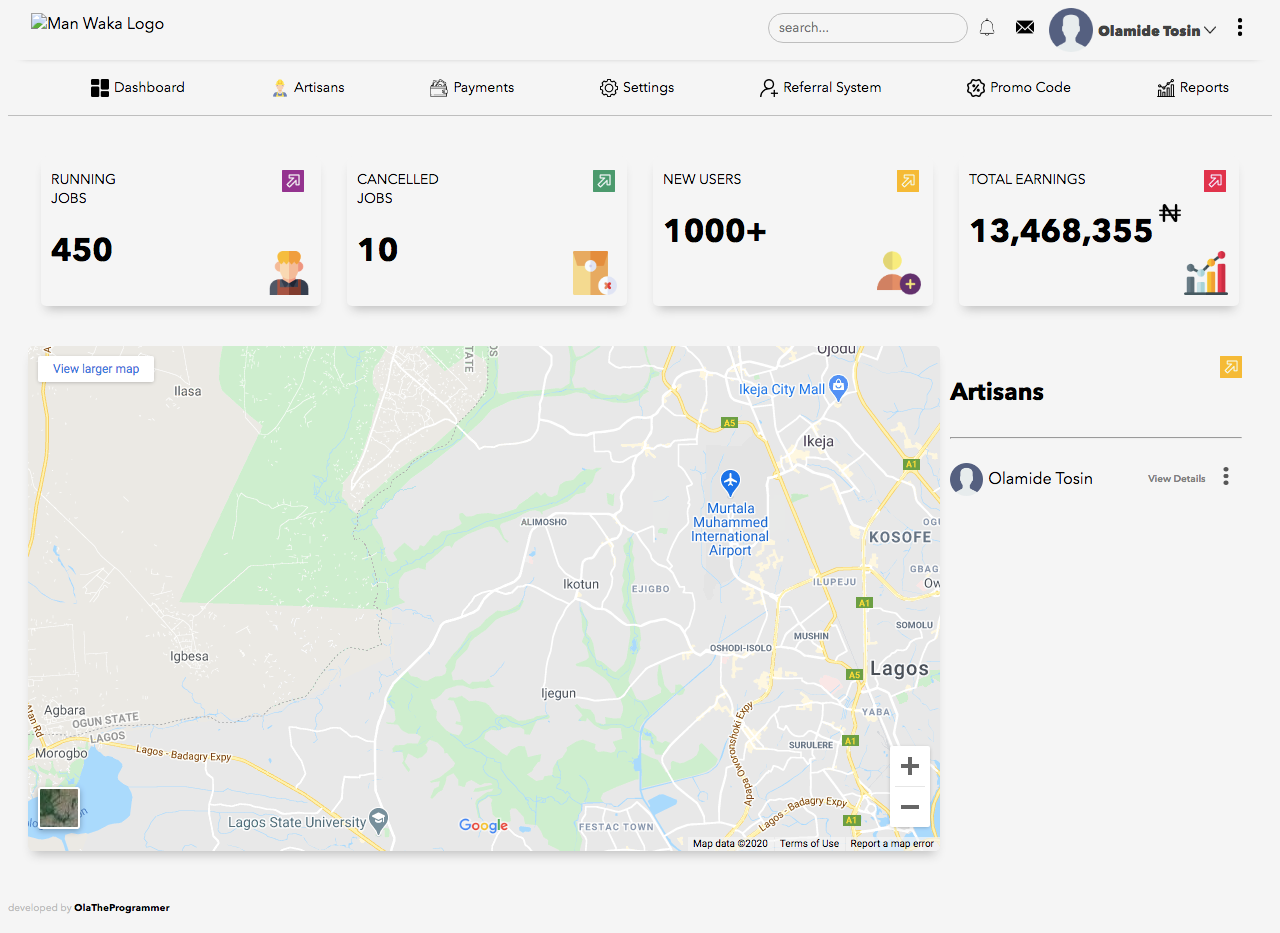 Man Waka Logo
search...
Olamide Tosin
Dashboard
Artisans
Payments
Settings
Referral System
Promo Code
Reports
RUNNING
JOBS
450
CANCELLED
JOBS
10
NEW USERS
1000+
TOTAL EARNINGS
13,468,355 ₦
View larger map
Ilasa
STATE
Ojodu
Ikeja City Mall
A5
Ikeja
A1
Murtala
Muhammed
International
Airport
ALIMOSHO
KOSOFE
Ikotun
EJIGBO
ILUPEJU
GBAG
Ow
A1
SOMOLU
MUSHIN
OSHODI-ISOLO
Igbesa
Lagos
A5
Ijegun
YABA
Agbara
OGUN STATE
LAGOS
Atan Rd
Morogbo
Lagos - Badagry Expy
Apapa Oworonshoki Expy
SURULERE
A1
Lagos - Badagry Expy
A1
Lagos State University
Google
FESTAC TOWN
Map data ©2020
Terms of Use
Report a map error
Artisans
Olamide Tosin
View Details
developed by OlaTheProgrammer